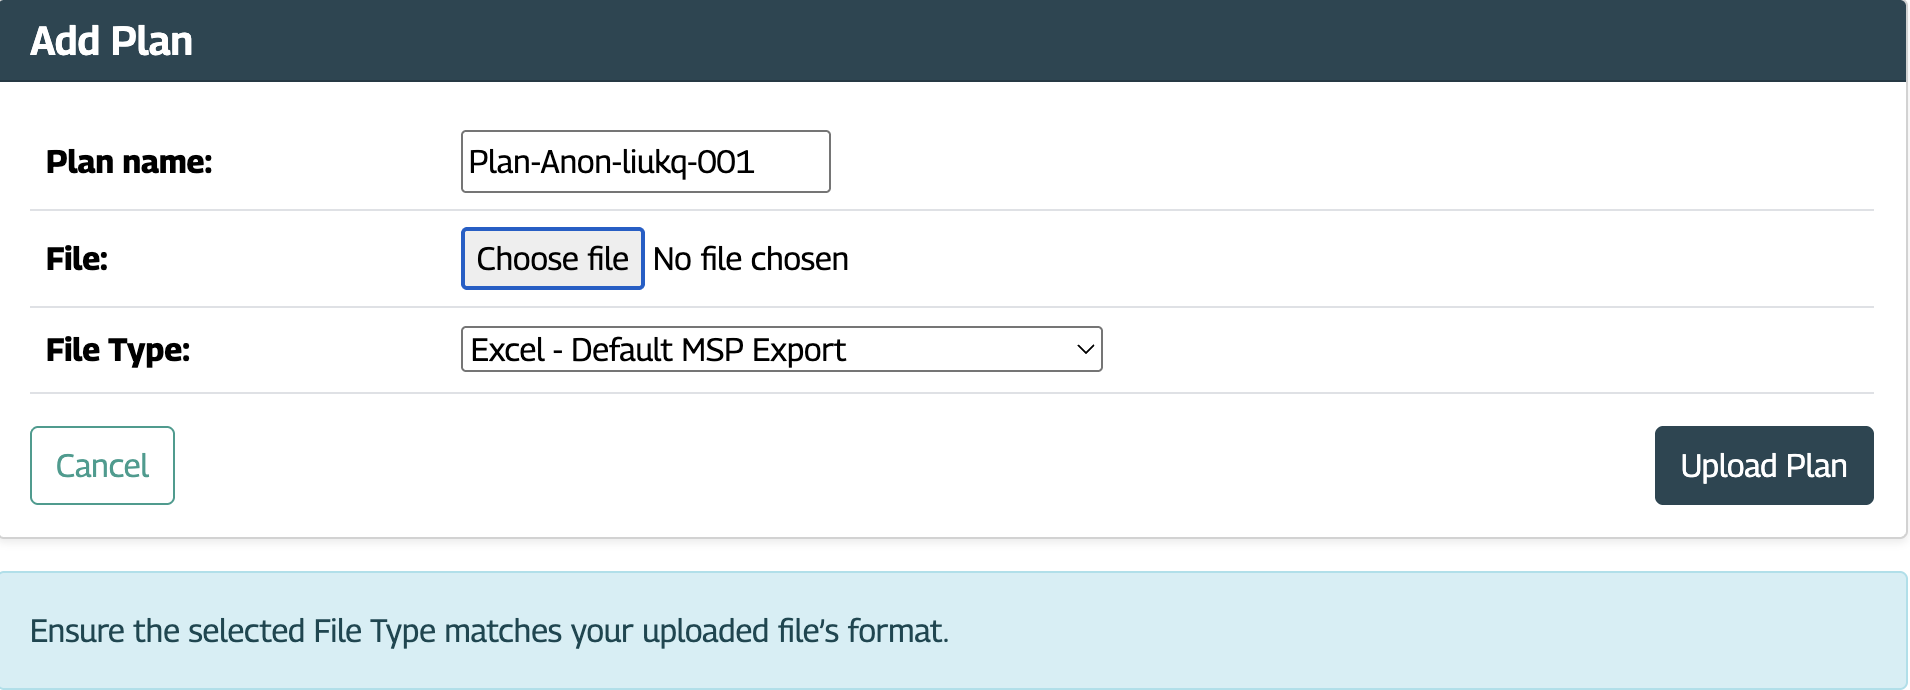 Add Plan
Plan name: Plan-Anon-liukq-001
File: Choose file No file chosen
File Type: Excel - Default MSP Export
Cancel Upload Plan
Ensure the selected File Type matches your uploaded file’s format.